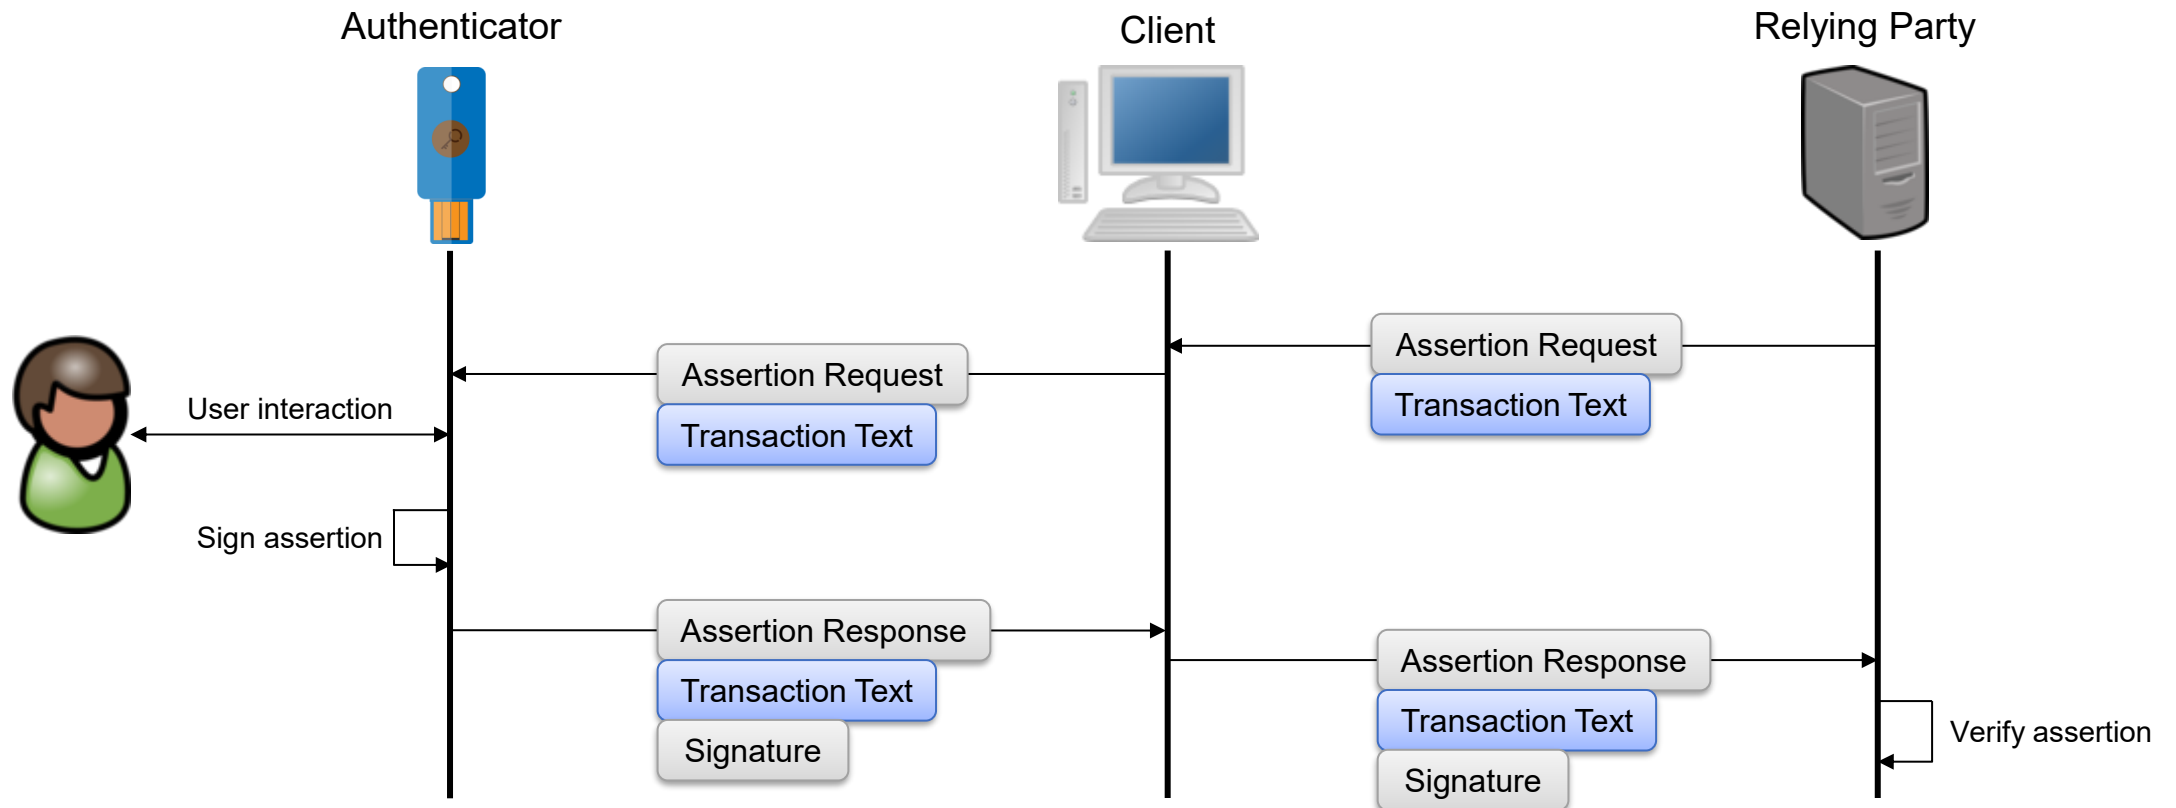 Authenticator
Client
Relying Party
Assertion Request
Transaction Text
Assertion Request
Transaction Text
User interaction
Sign assertion
Assertion Response
Transaction Text
Signature
Assertion Response
Transaction Text
Signature
Verify assertion